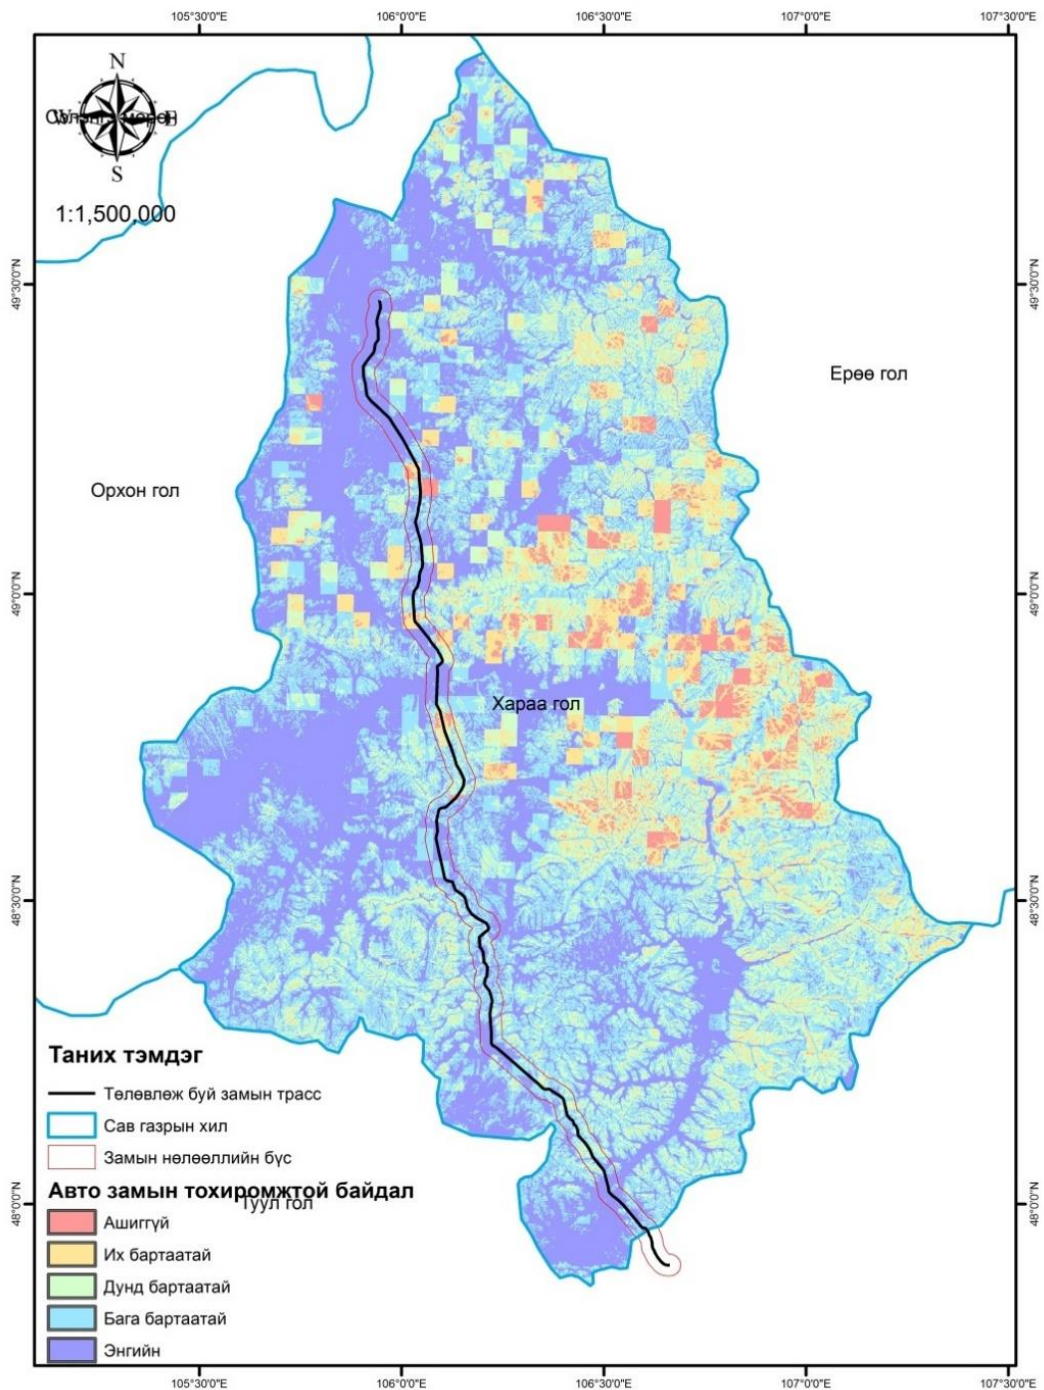 105°30'0"E 106°0'0"E 106°30'0"E 107°0'0"E 107°30'0"E
N
W E
S
1:1,500,000
49°30'0"N 49°30'0"N
Ерөө гол
Орхон гол
49°0'0"N 49°0'0"N
Хараа гол
48°30'0"N 48°30'0"N
Таних тэмдэг
Төлөвлөж буй замын трасс
Сав газрын хил
Замын нөлөөллийн бүс
Авто замын тохиромжтой байдал
Туул гол
48°0'0"N 48°0'0"N
Ашиггүй
Их бартаатай
Дунд бартаатай
Бага бартаатай
Энгийн
105°30'0"E 106°0'0"E 106°30'0"E 107°0'0"E 107°30'0"E